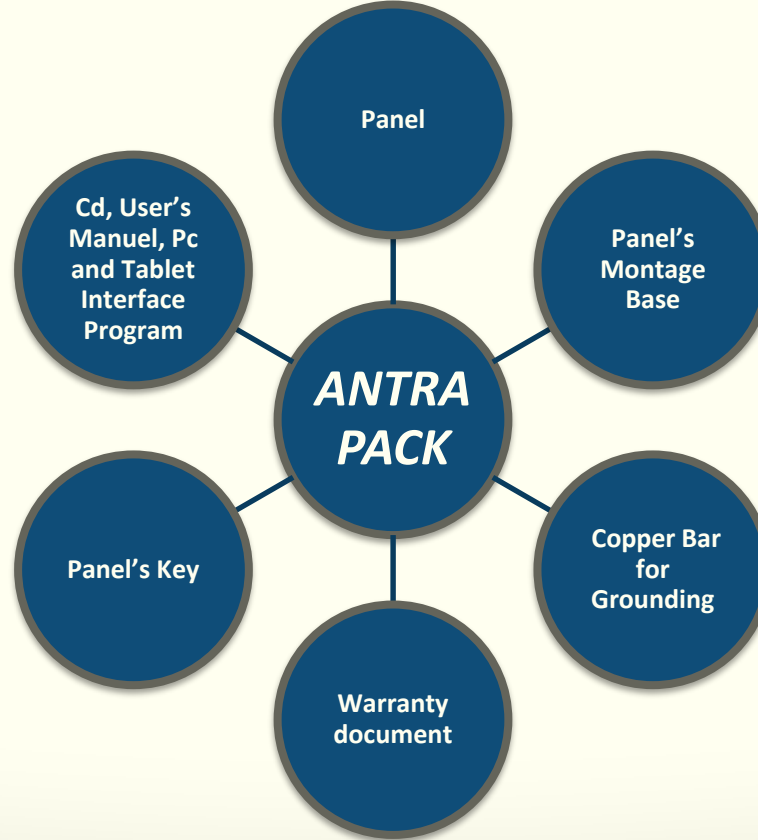 Panel
Cd, User’s
Manuel, Pc
and Tablet
Interface
Program
Panel’s
Montage
Base
ANTRA
PACK
Panel’s Key
Copper Bar
for
Grounding
Warranty
document